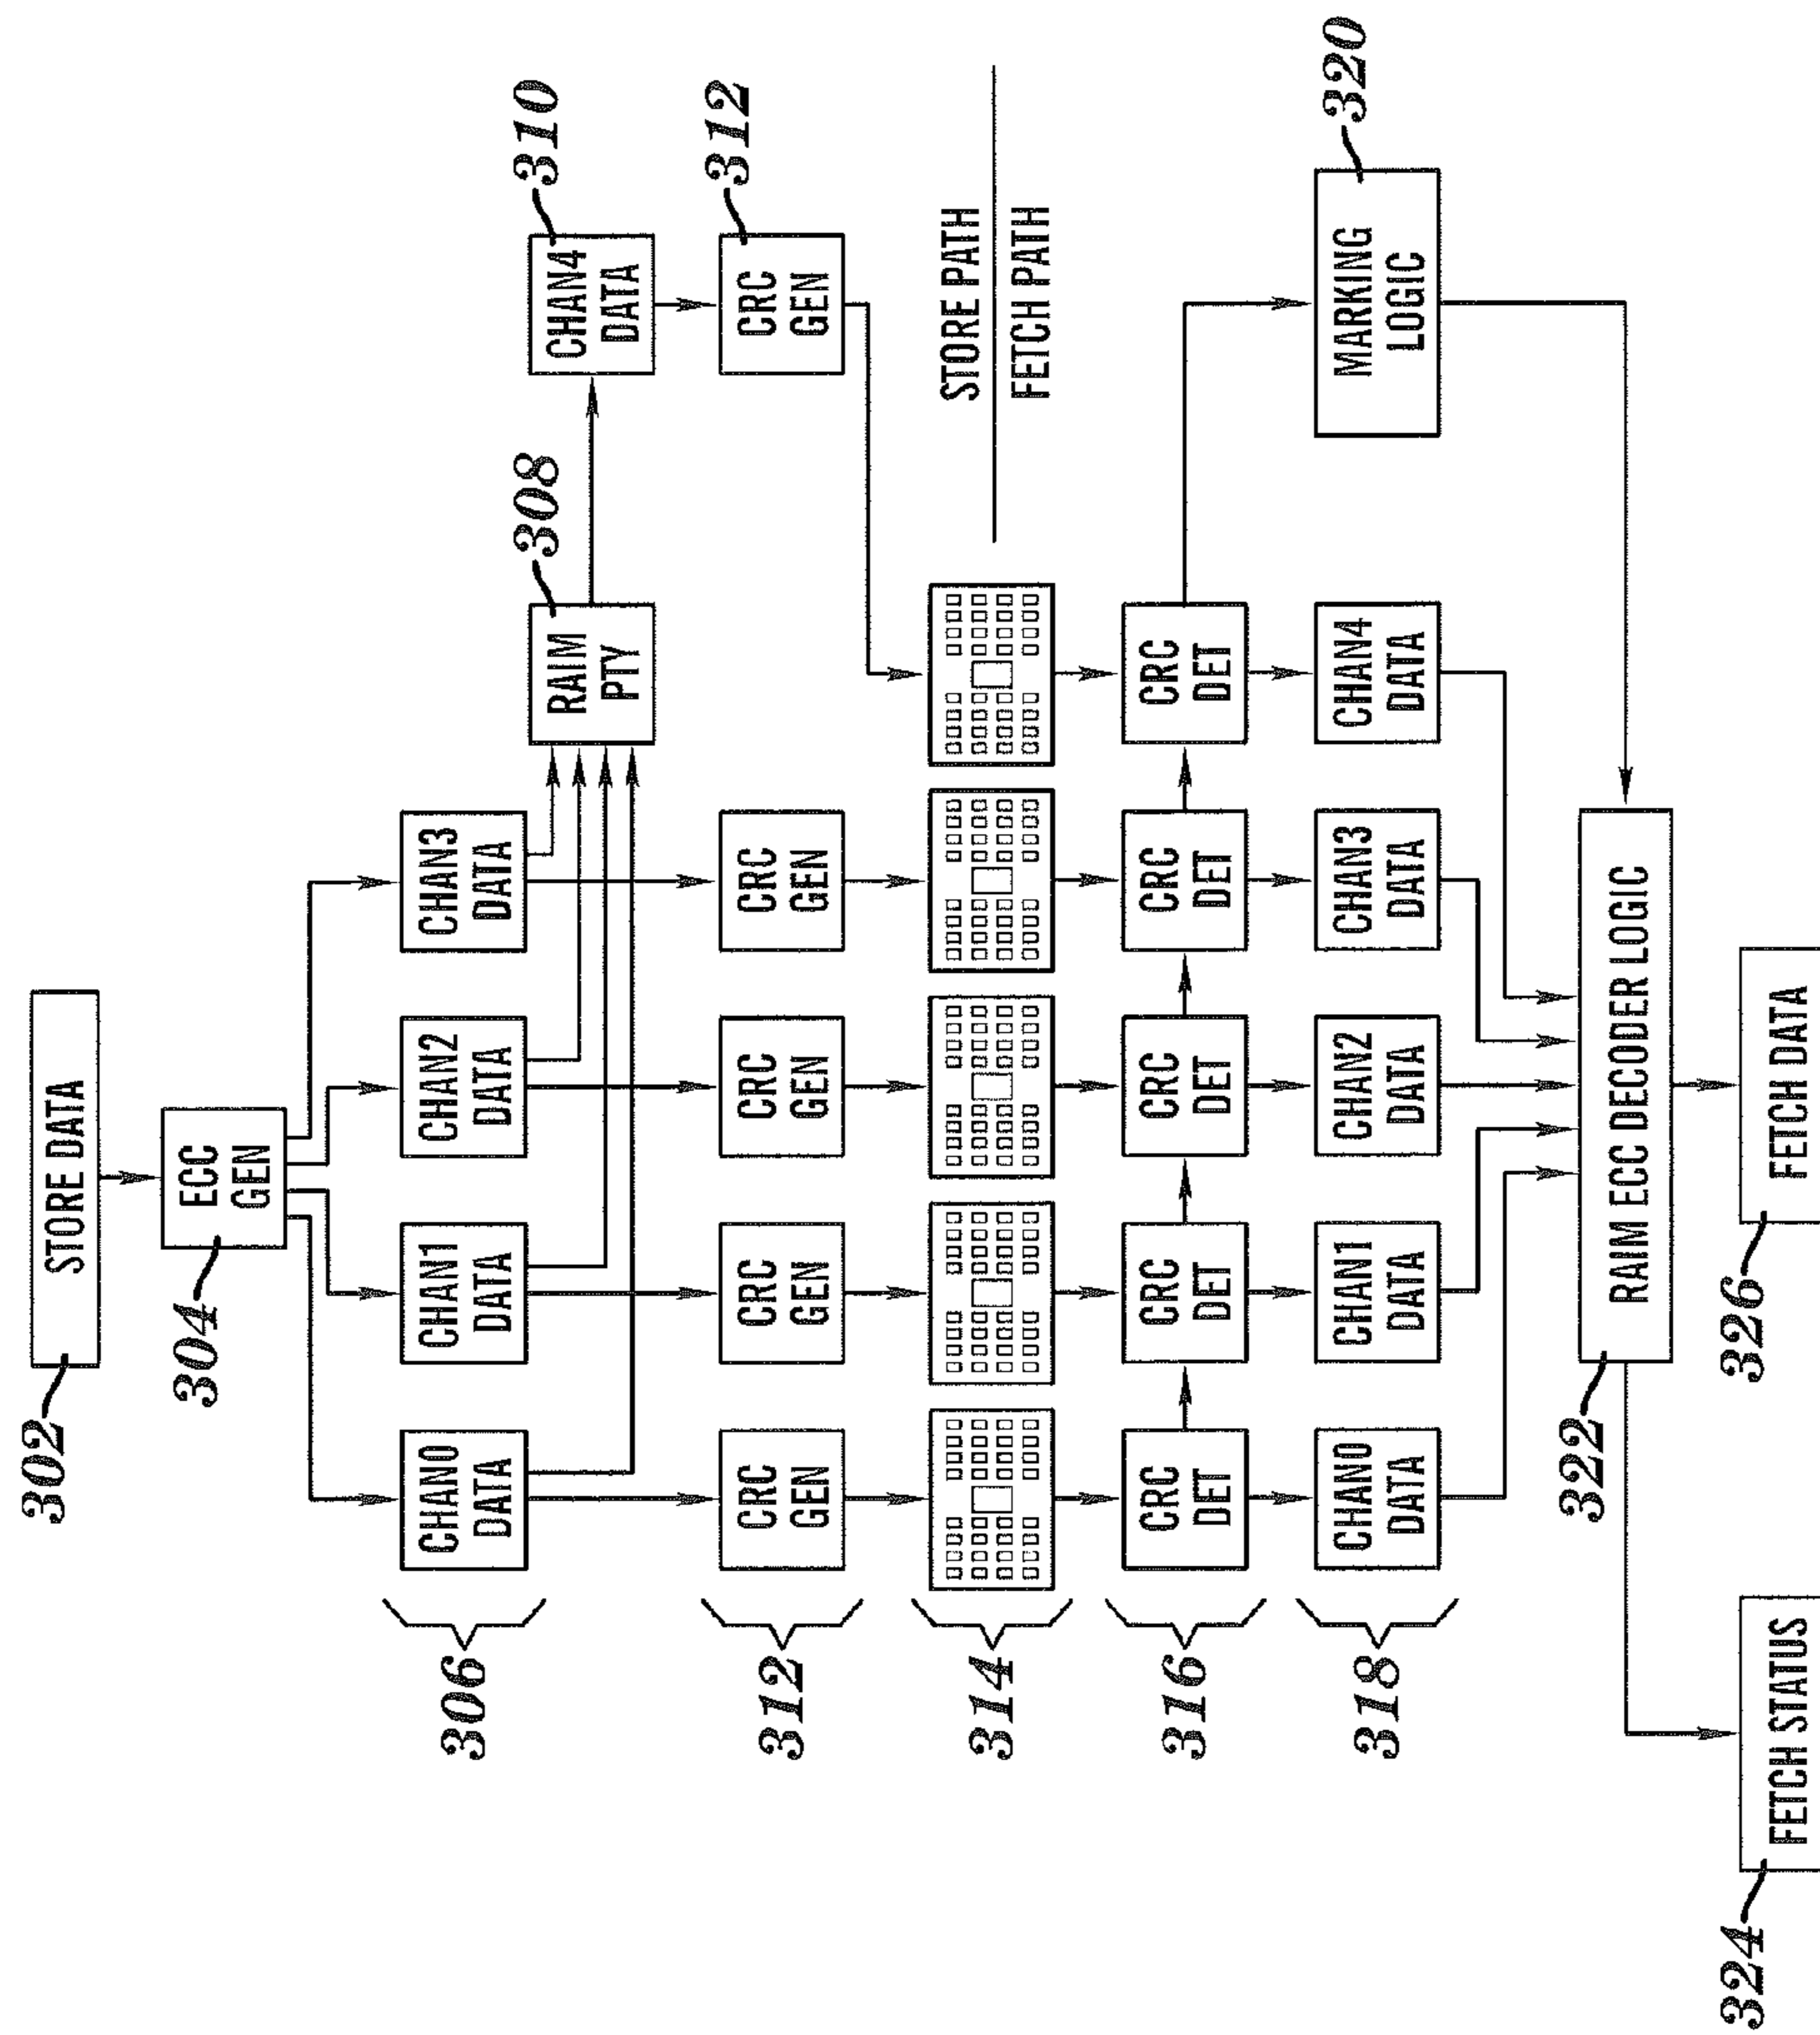 302
STORE DATA
304
ECC
GEN
306
CHAN0
DATA
CHAN1
DATA
CHAN2
DATA
CHAN3
DATA
308
RAIM
PTY
310
CHAN4
DATA
312
CRC
GEN
CRC
GEN
CRC
GEN
CRC
GEN
312
CRC
GEN
314
STORE PATH
FETCH PATH
316
CRC
DET
CRC
DET
CRC
DET
CRC
DET
CRC
DET
318
CHAN0
DATA
CHAN1
DATA
CHAN2
DATA
CHAN3
DATA
CHAN4
DATA
320
MARKING
LOGIC
322
RAIM ECC DECODER LOGIC
324
FETCH STATUS
326
FETCH DATA